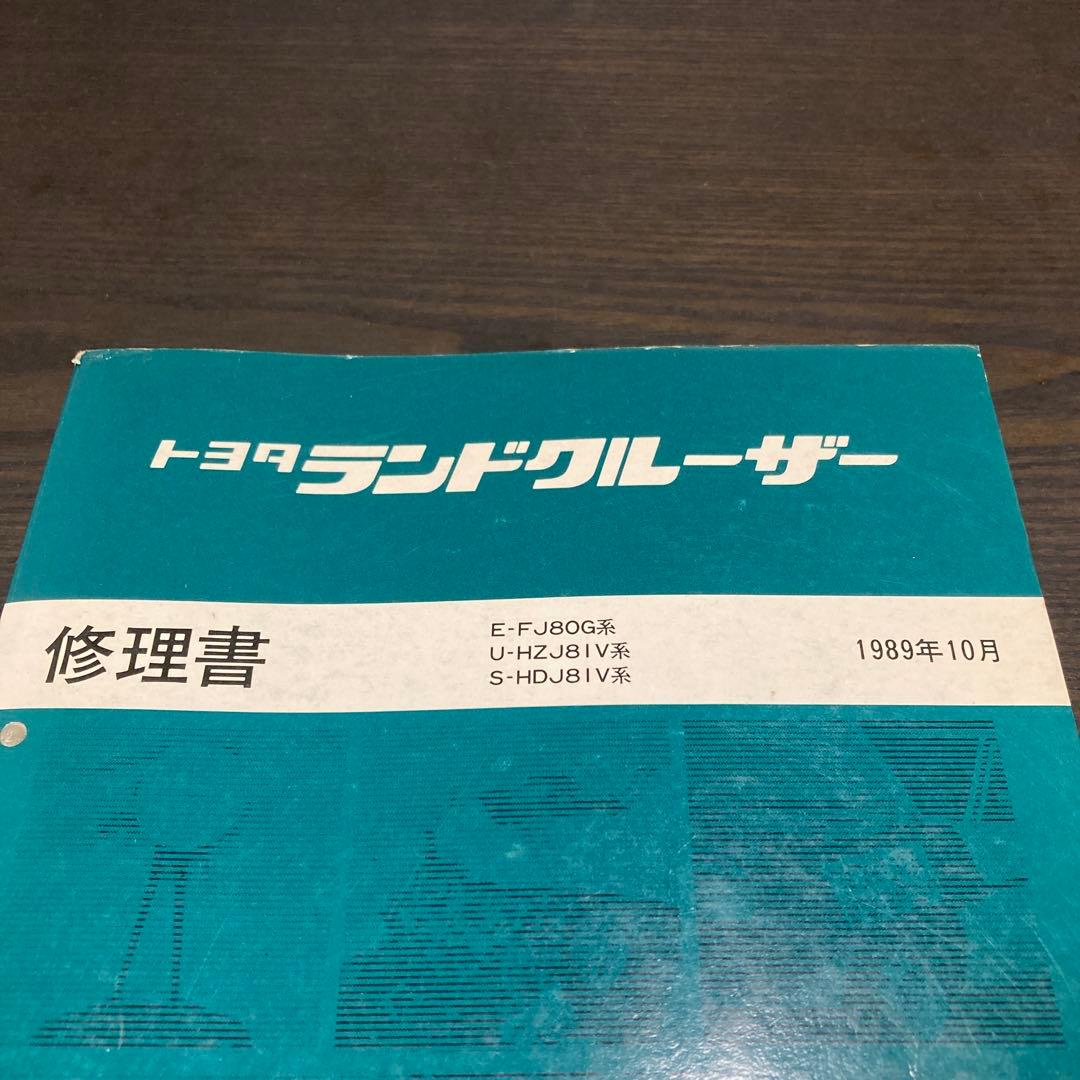 トヨタ ランドクルーザー
修理書
E-FJ80G系
U-HZJ81V系
S-HDJ81V系
1989年10月